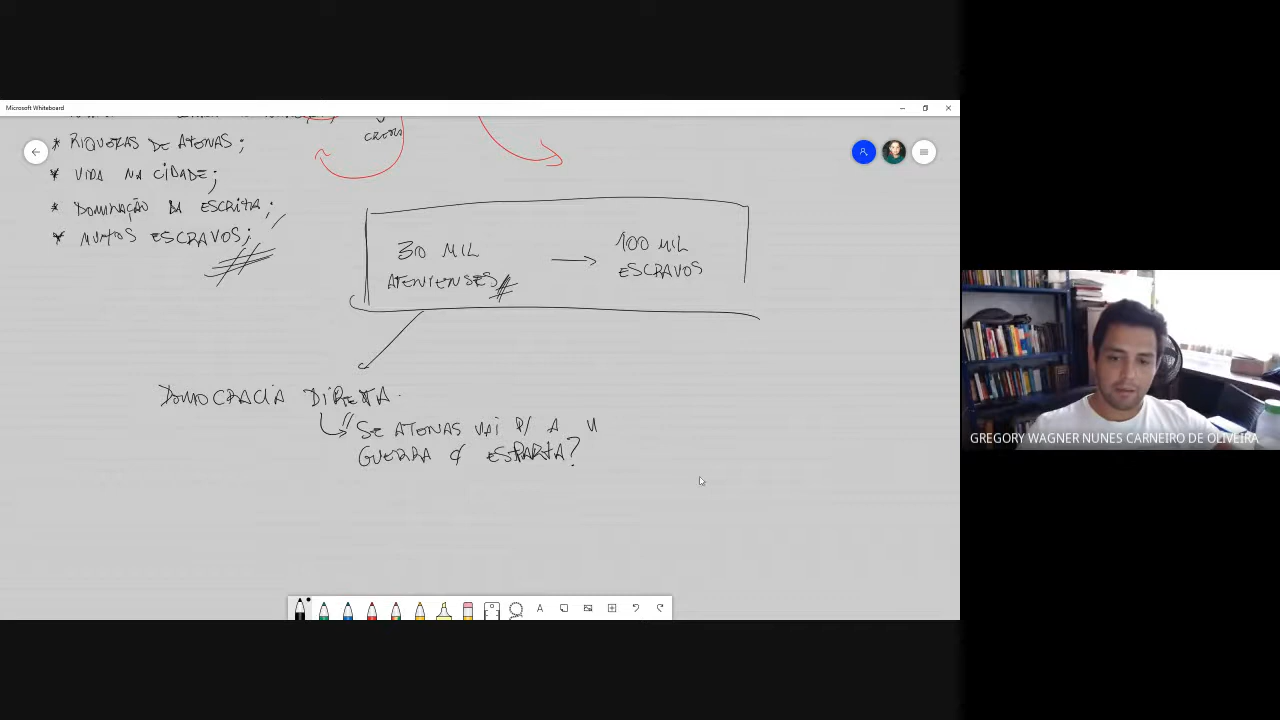 Microsoft Whiteboard
* RIQUEZAS DE ATENAS;
* VIDA NA CIDADE;
* DOMINAÇÃO DA ESCRITA;
* MUITOS ESCRAVOS;
30 MIL
ATENIENSES
100 MIL
ESCRAVOS
DEMOCRACIA DIRETA.
"SE ATENAS VAI P/ A "
GUERRA C/ ESPARTA?
GREGORY WAGNER NUNES CARNEIRO DE OLIVEIRA